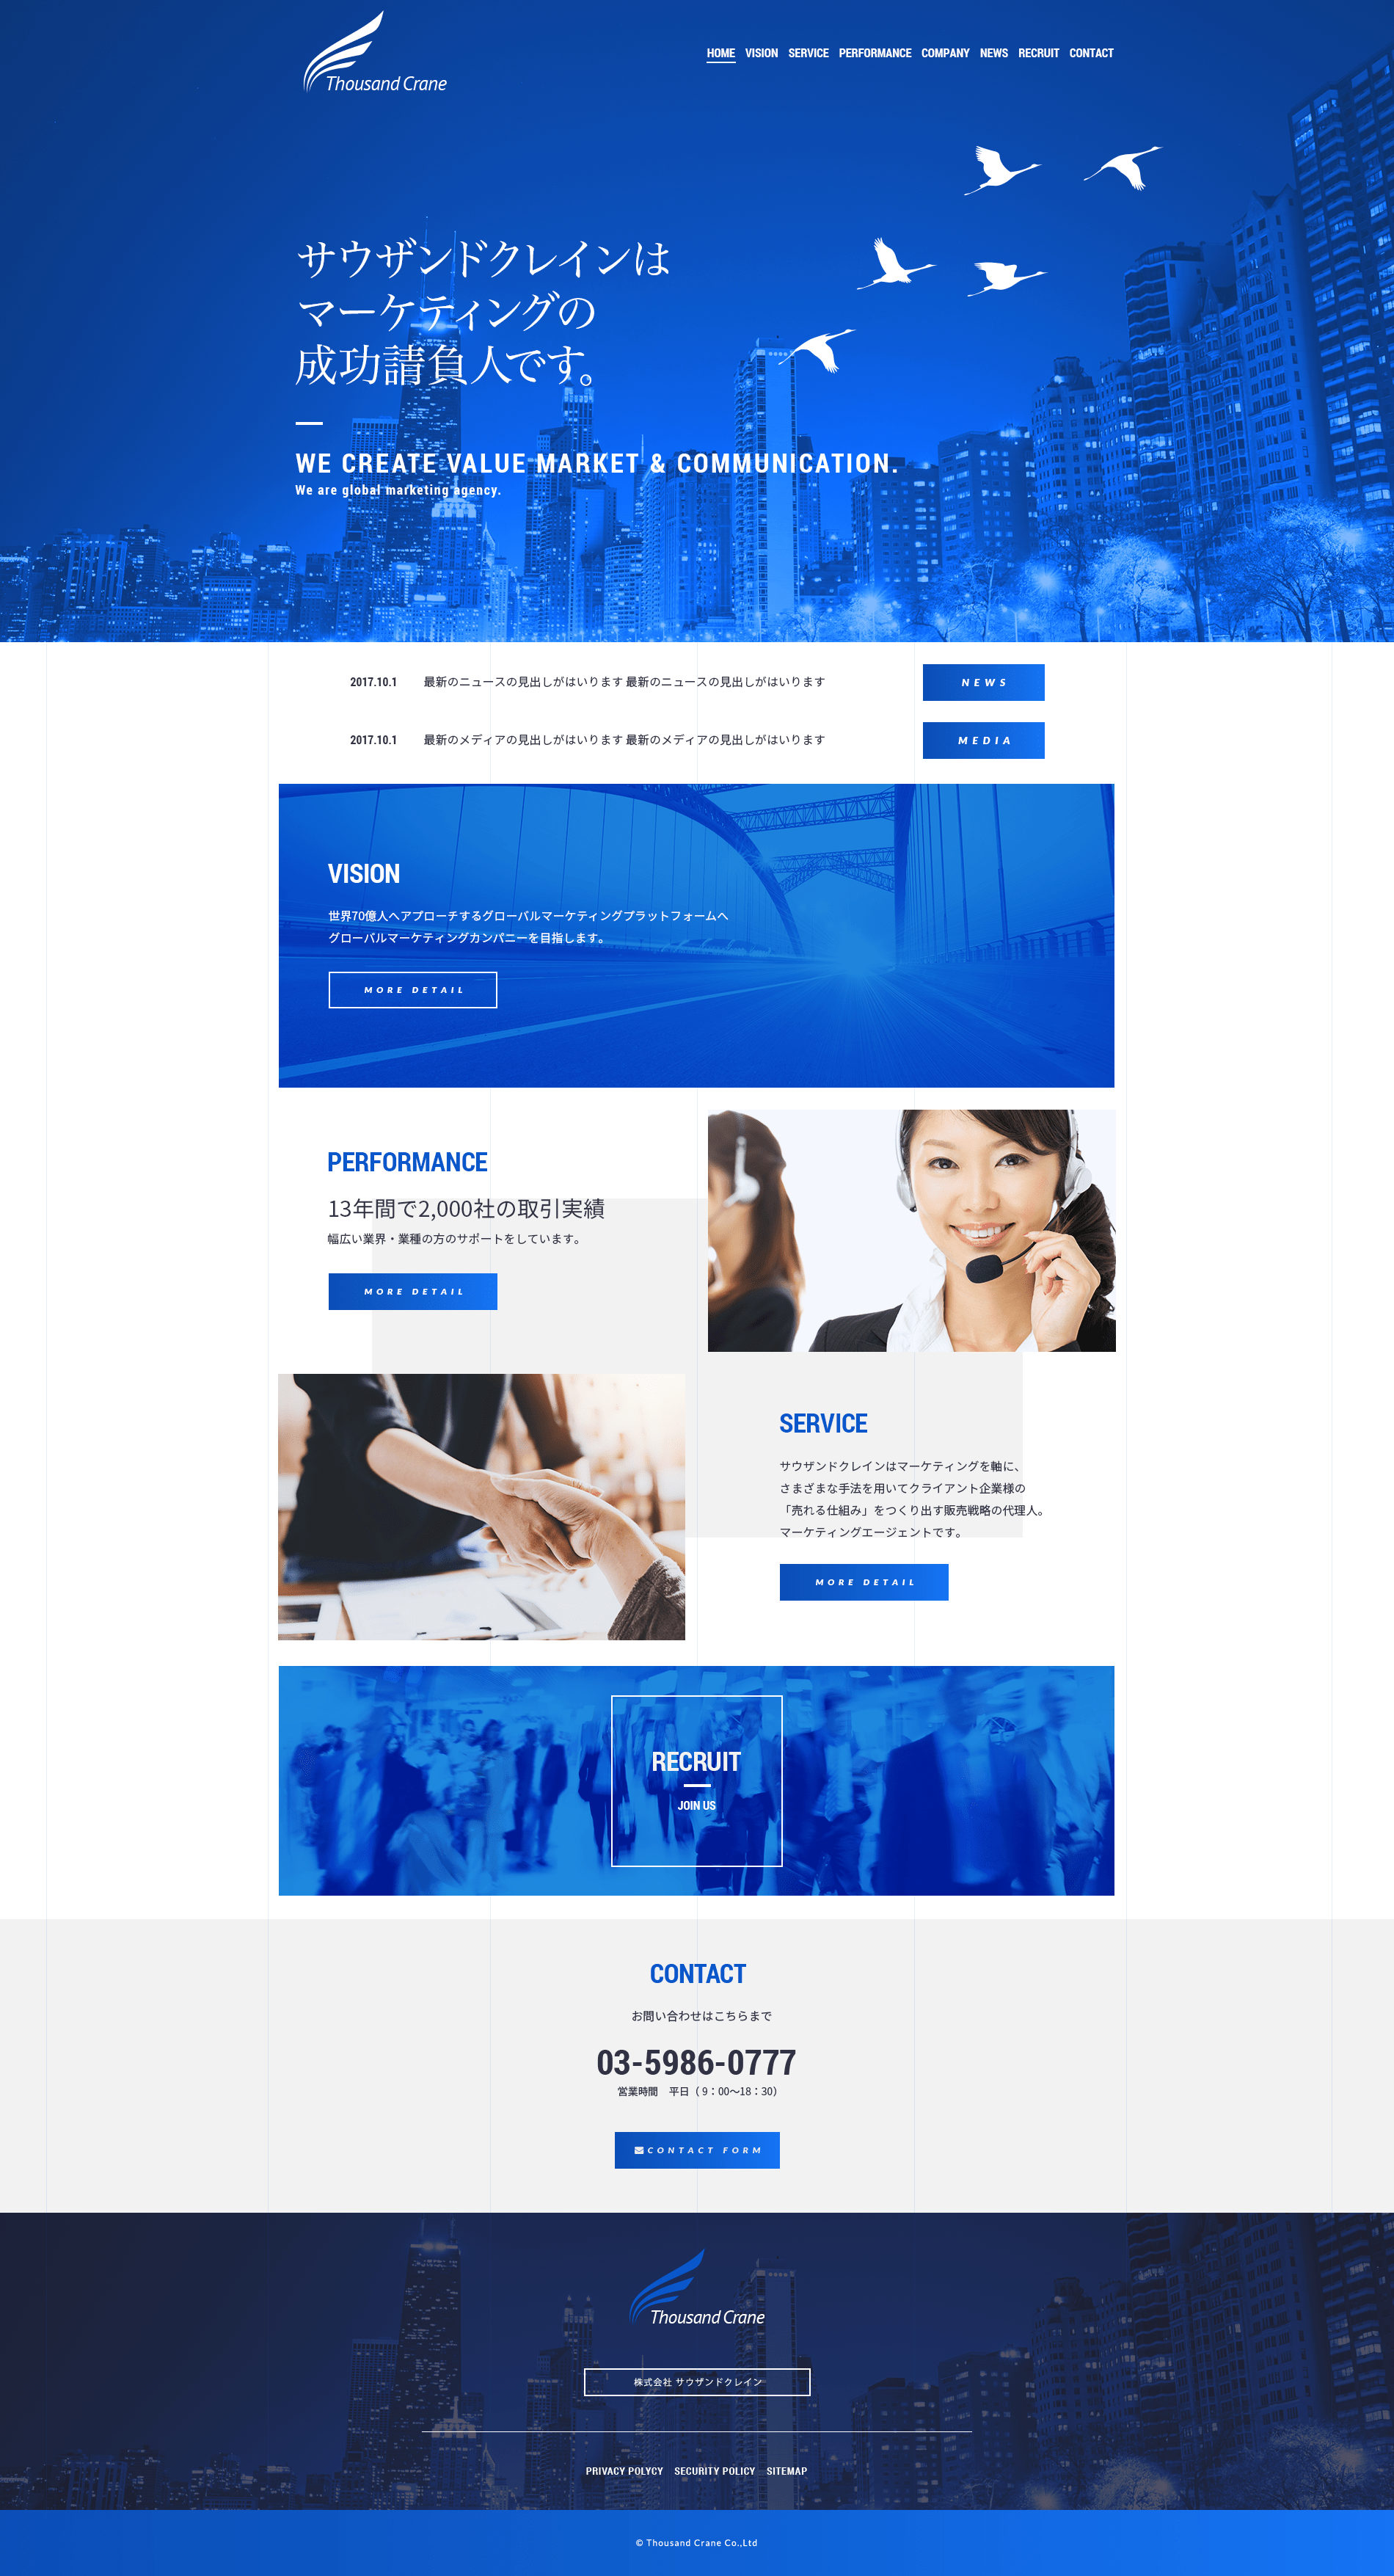 Thousand Crane
HOME VISION SERVICE PERFORMANCE COMPANY NEWS RECRUIT CONTACT
サウザンドクレインは
マーケティングの
成功請負人です。
WE CREATE VALUE MARKET & COMMUNICATION.
We are global marketing agency.
2017.10.1 最新のニュースの見出しがはいります 最新のニュースの見出しがはいります NEWS
2017.10.1 最新のメディアの見出しがはいります 最新のメディアの見出しがはいります MEDIA
VISION
世界70億人へアプローチするグローバルマーケティングプラットフォームへ
グローバルマーケティングカンパニーを目指します。
MORE DETAIL
PERFORMANCE
13年間で2,000社の取引実績
幅広い業界・業種の方のサポートをしています。
MORE DETAIL
SERVICE
サウザンドクレインはマーケティングを軸に、
さまざまな手法を用いてクライアント企業様の
「売れる仕組み」をつくり出す販売戦略の代理人。
マーケティングエージェントです。
MORE DETAIL
RECRUIT
JOIN US
CONTACT
お問い合わせはこちらまで
03-5986-0777
営業時間　平日（ 9：00〜18：30）
CONTACT FORM
Thousand Crane
株式会社 サウザンドクレイン
PRIVACY POLYCY SECURITY POLICY SITEMAP
© Thousand Crane Co.,Ltd